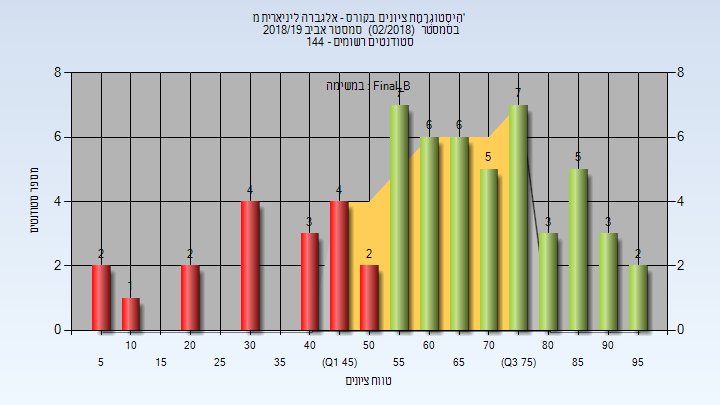 הִיסְטוֹגְרָמַת ציונים בקורס - אלגברה ליניארית מ'
בסמסטר (02/2018) סמסטר אביב 2018/19
סטודנטים רשומים - 144
במשימה : Final_B
8 8
7 7
6 6 6 6
5 5
4 4 4 4
3 3 3
2 2 2 2 2 2
1
0 0
מספר סטודנטים
10 20 30 40 50 60 70 80 90
5 15 25 35 (Q1 45) 55 65 (Q3 75) 85 95
טווח ציונים